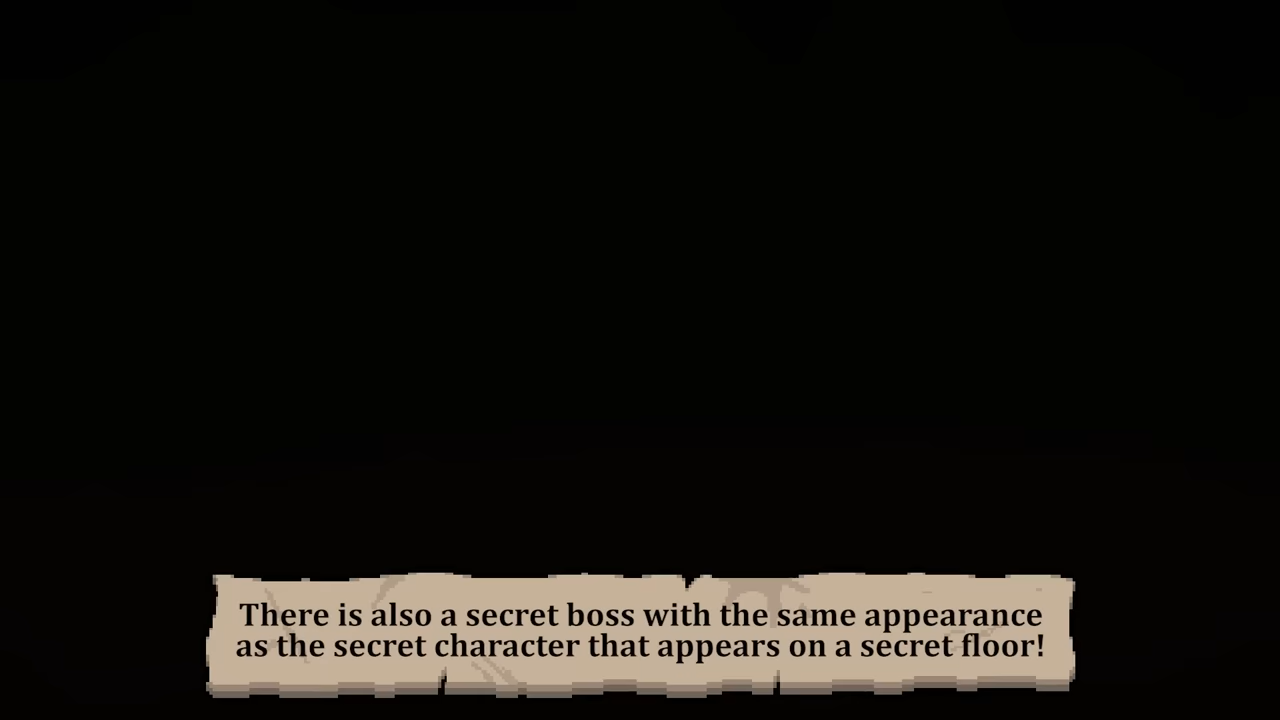 There is also a secret boss with the same appearance
as the secret character that appears on a secret floor!